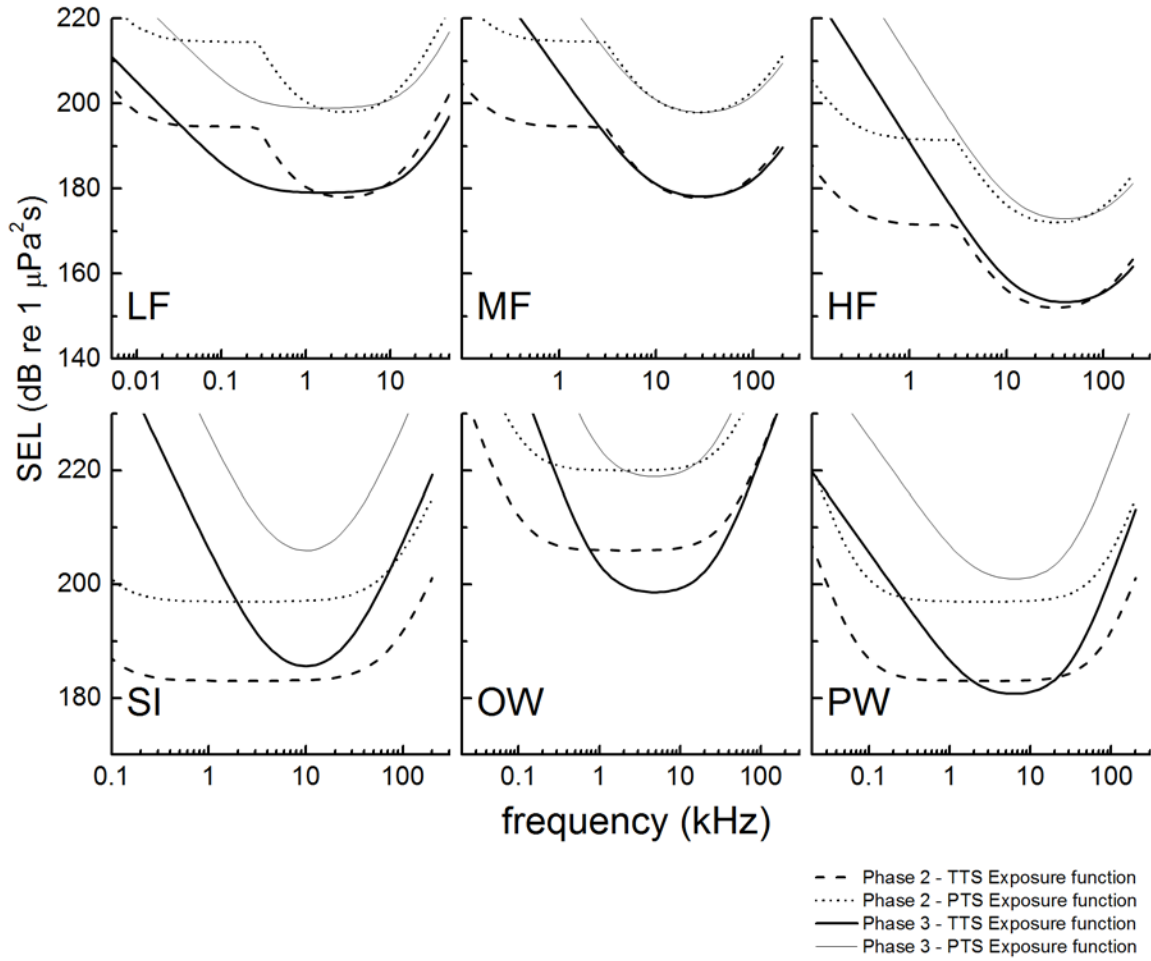 SEL (dB re 1 μPa²s)
220
200
180
160
140
LF
MF
HF
0.01 0.1 1 10
1 10 100
1 10 100
220
200
180
SI
OW
PW
0.1 1 10 100
0.1 1 10 100
0.1 1 10 100
frequency (kHz)
Phase 2 - TTS Exposure function
Phase 2 - PTS Exposure function
Phase 3 - TTS Exposure function
Phase 3 - PTS Exposure function